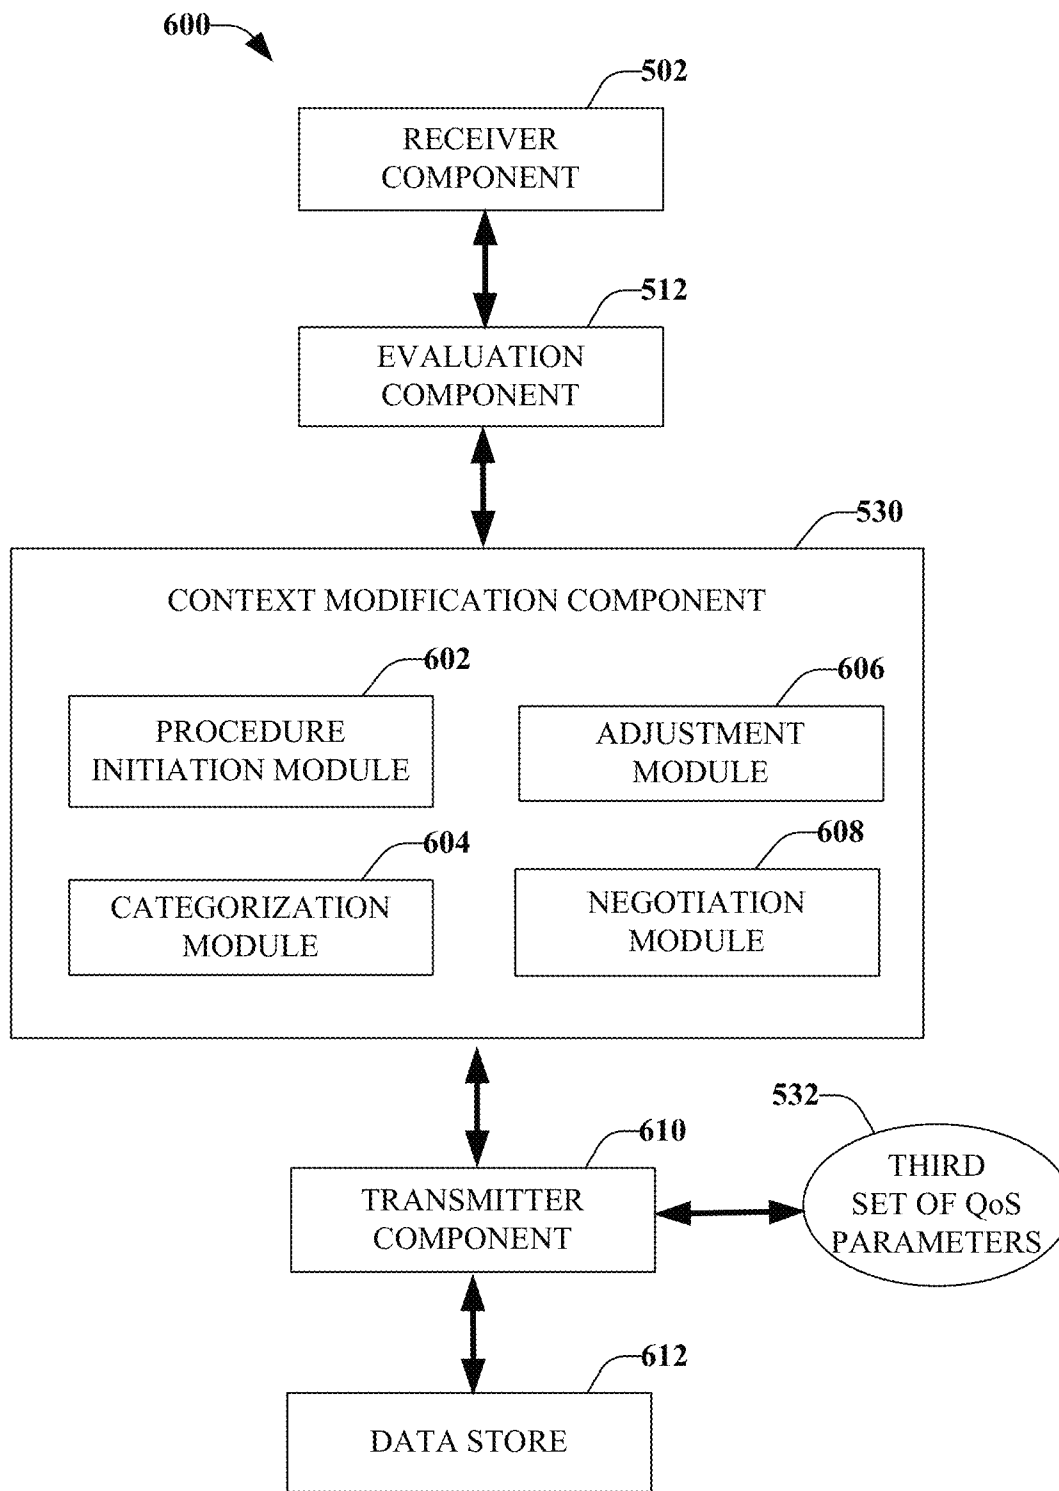 600
502
RECEIVER
COMPONENT
512
EVALUATION
COMPONENT
530
CONTEXT MODIFICATION COMPONENT
602
PROCEDURE
INITIATION MODULE
606
ADJUSTMENT
MODULE
604
CATEGORIZATION
MODULE
608
NEGOTIATION
MODULE
610
TRANSMITTER
COMPONENT
532
THIRD
SET OF QoS
PARAMETERS
612
DATA STORE